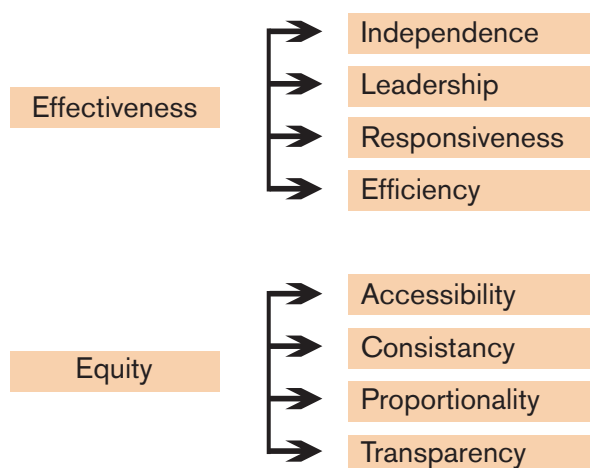 Effectiveness
Independence
Leadership
Responsiveness
Efficiency
Equity
Accessibility
Consistancy
Proportionality
Transparency